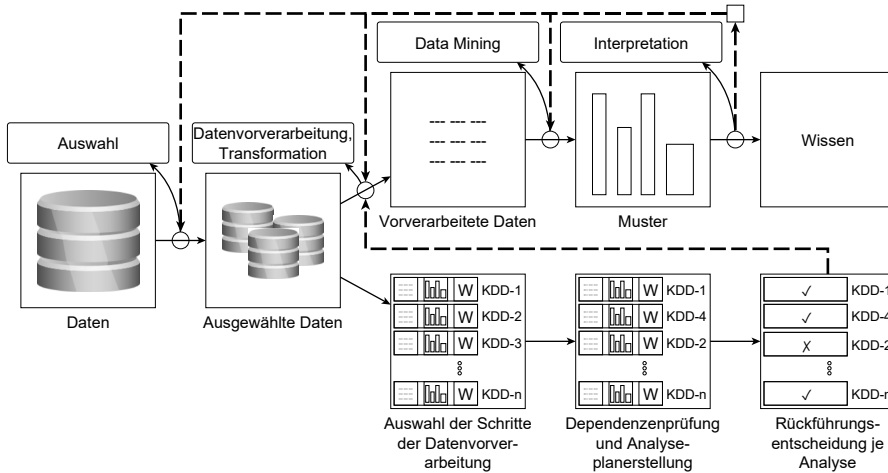 Data Mining
Interpretation
Auswahl
Datenvorverarbeitung,
Transformation
Wissen
Vorverarbeitete Daten
Muster
Daten
Ausgewählte Daten
W KDD-1
W KDD-2
W KDD-3
W KDD-n
Auswahl der Schritte
der Datenvorver-
arbeitung
W KDD-1
W KDD-4
W KDD-2
W KDD-n
Dependenzenprüfung
und Analyse-
planerstellung
✓ KDD-1
✓ KDD-4
✗ KDD-2
✓ KDD-n
Rückführungs-
entscheidung je
Analyse